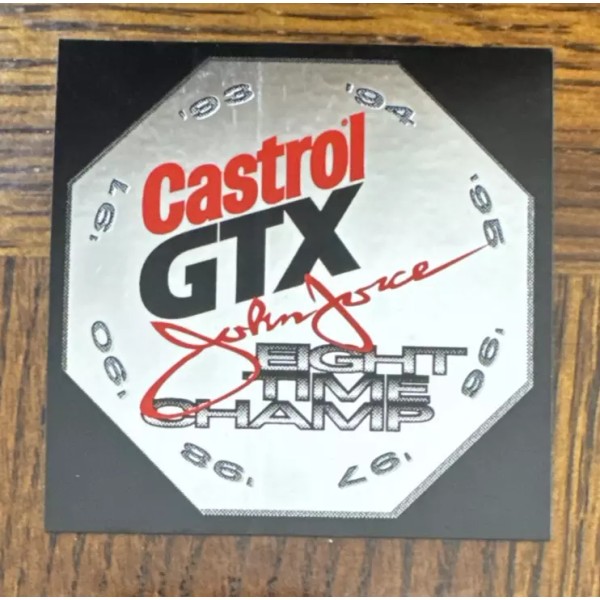 '90
'91
'93
'94
'95
'96
'97
'98
Castrol
GTX
John Force
EIGHT
TIME
CHAMP